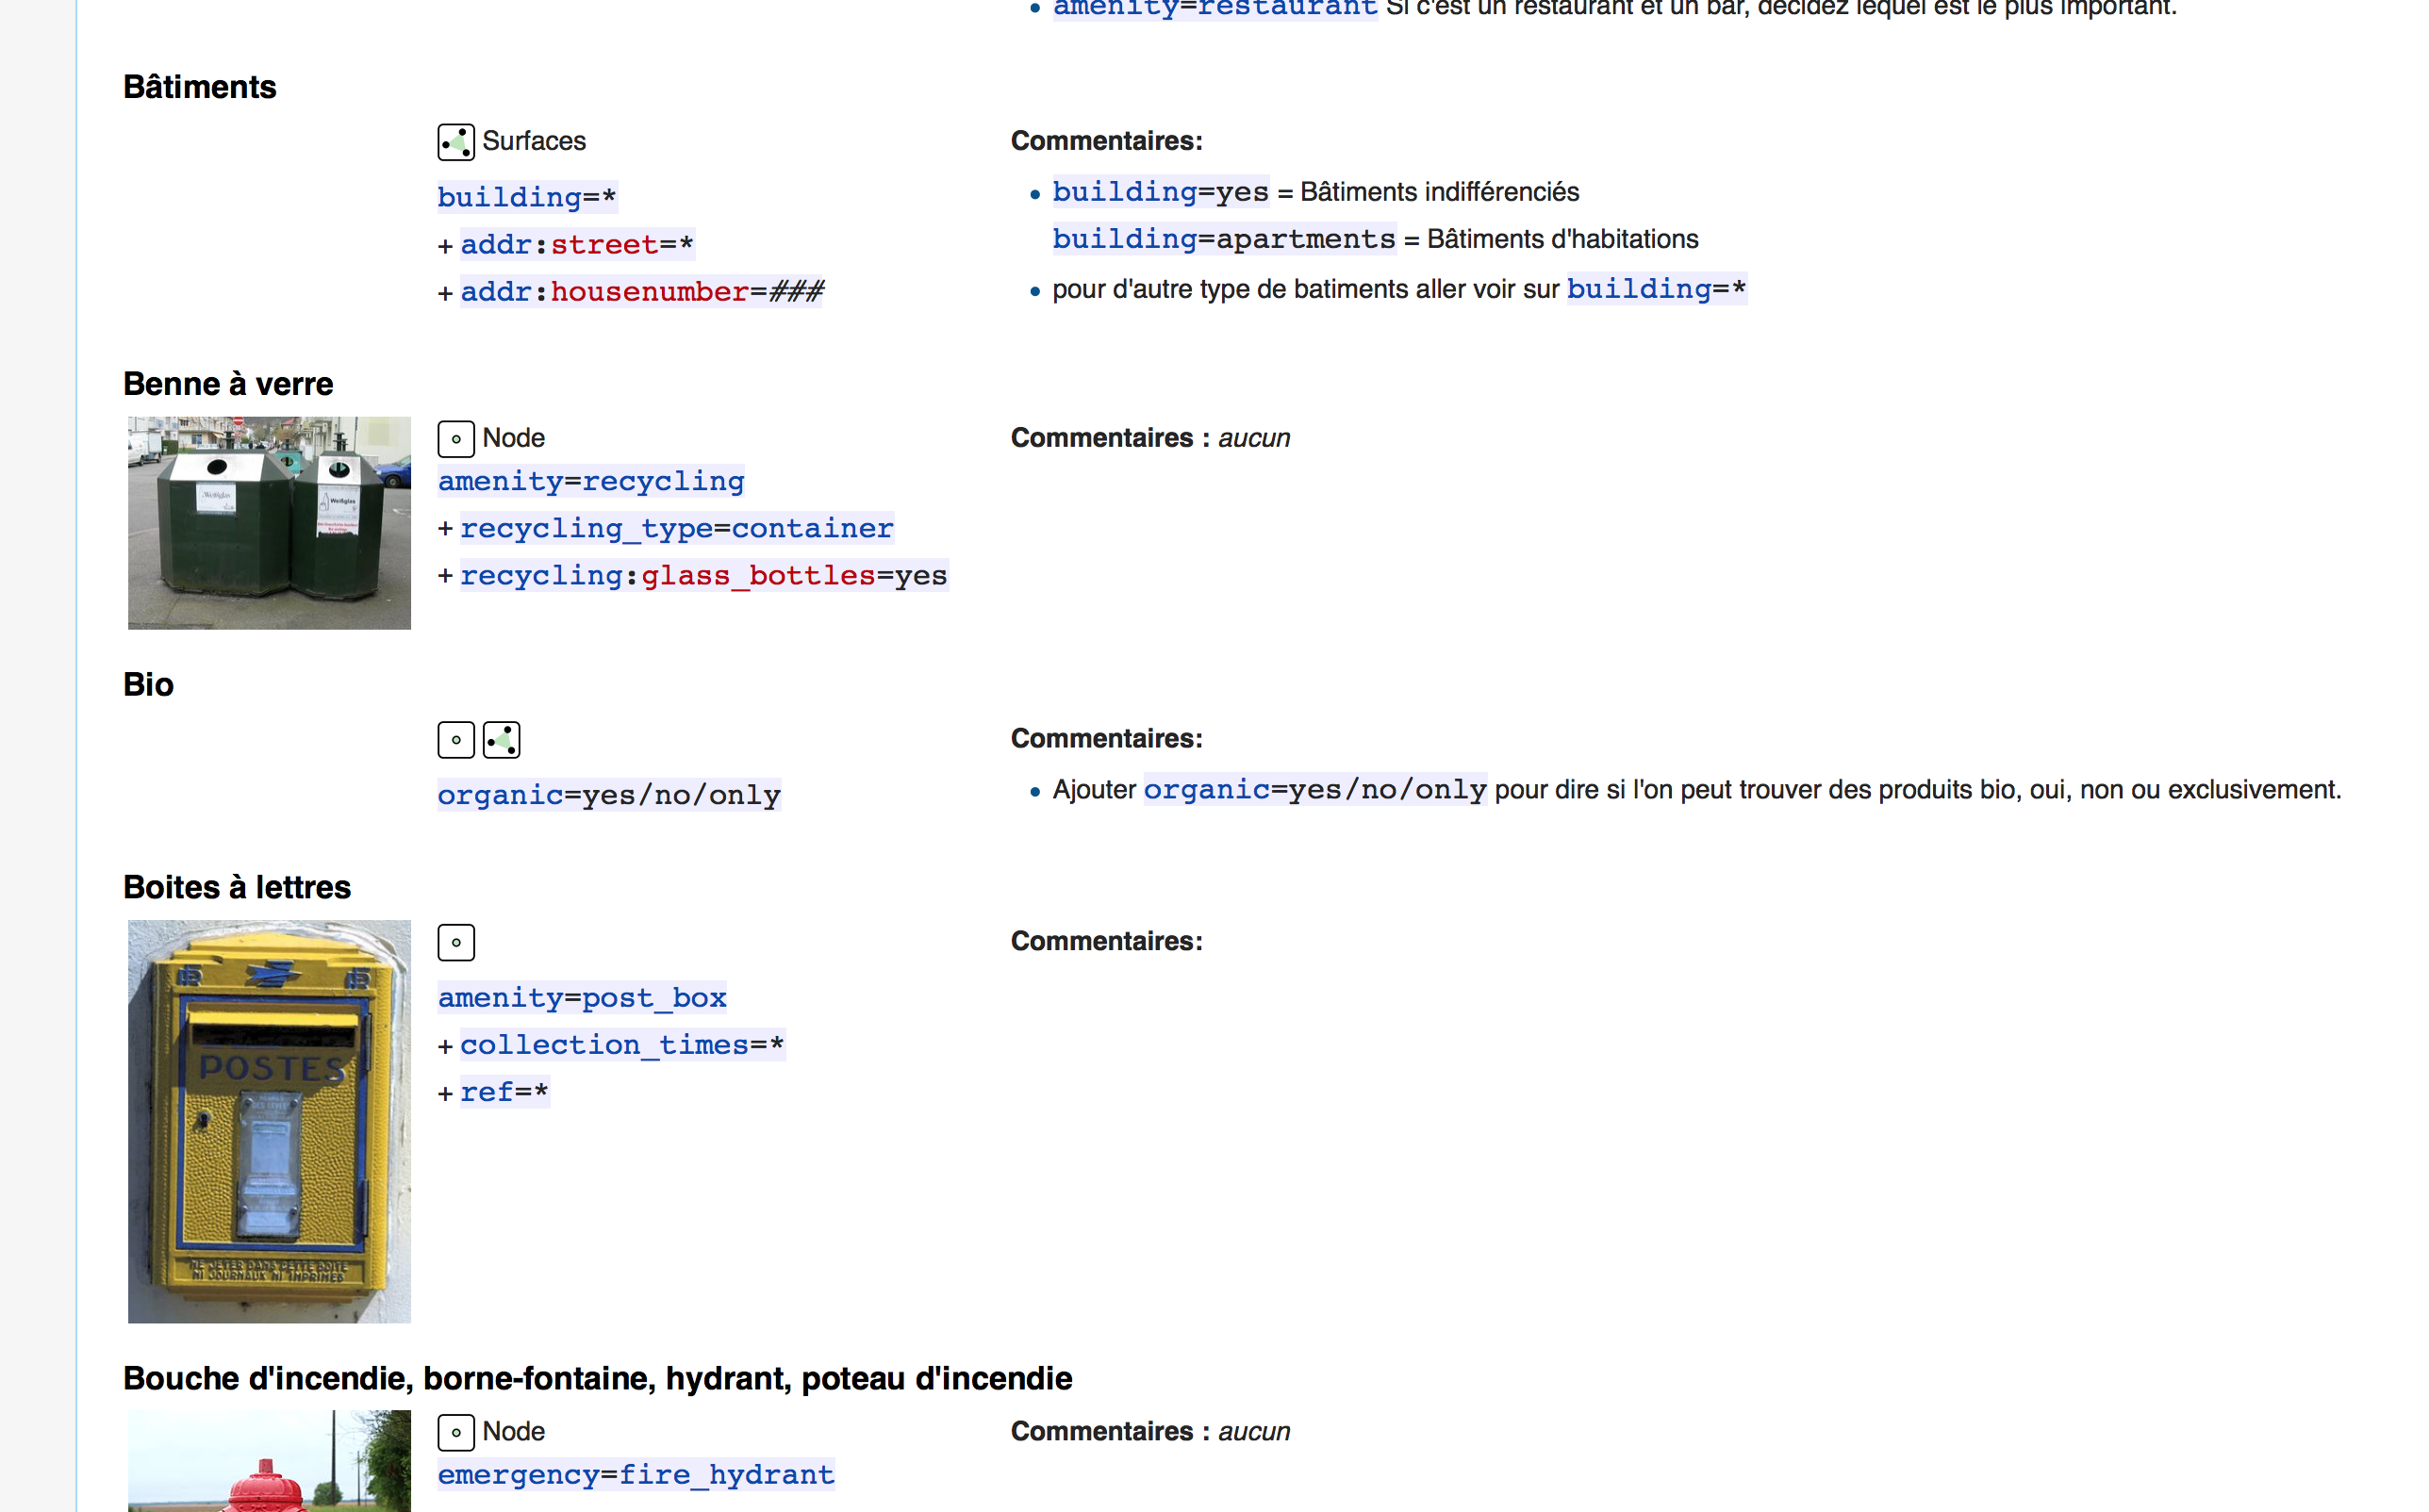 amenity=restaurant Si c'est un restaurant et un bar, décidez lequel est le plus important.
Bâtiments
Surfaces
building=*
+ addr:street=*
+ addr:housenumber=###
Commentaires:
building=yes = Bâtiments indifférenciés
building=apartments = Bâtiments d'habitations
pour d'autre type de batiments aller voir sur building=*
Benne à verre
Weißglas
Node
amenity=recycling
+ recycling_type=container
+ recycling:glass_bottles=yes
Commentaires : aucun
Bio
organic=yes/no/only
Commentaires:
Ajouter organic=yes/no/only pour dire si l'on peut trouver des produits bio, oui, non ou exclusivement.
Boites à lettres
POSTES
NE JETER DANS CETTE BOITE
NI JOURNAUX NI IMPRIMES
amenity=post_box
+ collection_times=*
+ ref=*
Commentaires:
Bouche d'incendie, borne-fontaine, hydrant, poteau d'incendie
Node
emergency=fire_hydrant
Commentaires : aucun